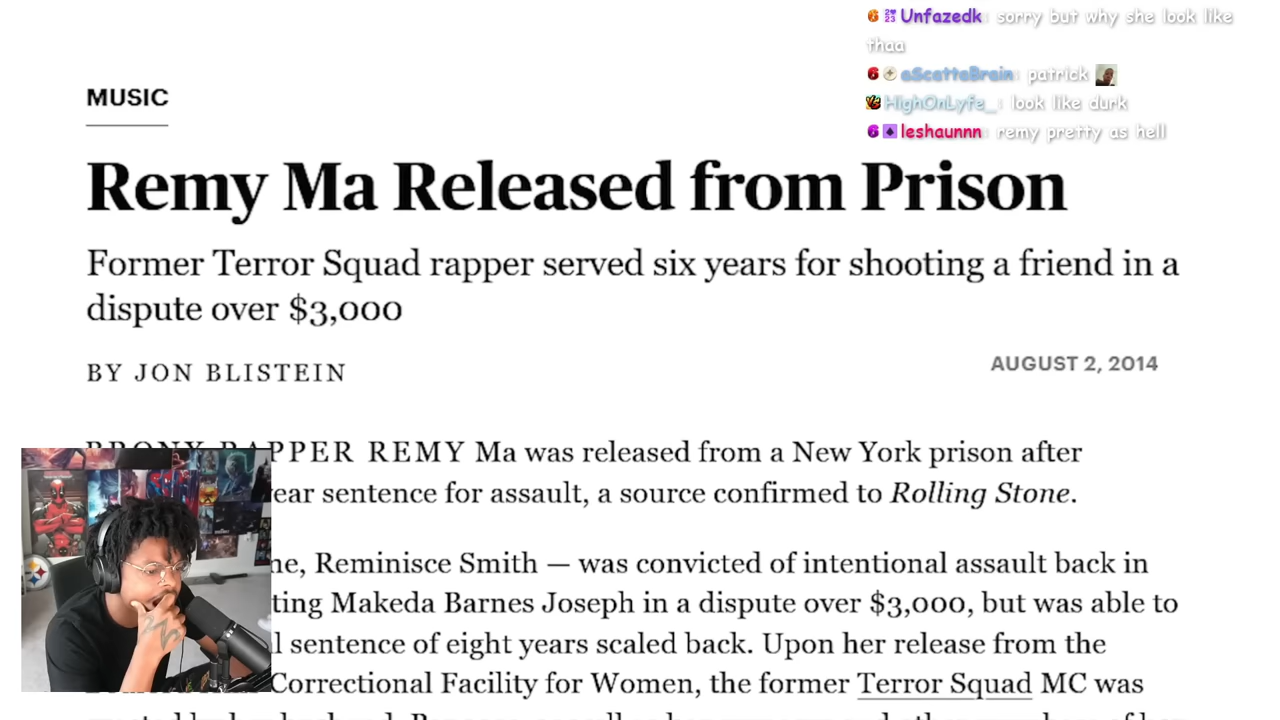 Unfazedk: sorry but why she look like
thaa
aScattaBrain: patrick
HighOnLyfe_: look like durk
leshaunnn: remy pretty as hell
MUSIC
Remy Ma Released from Prison
Former Terror Squad rapper served six years for shooting a friend in a
dispute over $3,000
BY JON BLISTEIN
AUGUST 2, 2014
BRONX RAPPER REMY Ma was released from a New York prison after
ear sentence for assault, a source confirmed to Rolling Stone.
ne, Reminisce Smith — was convicted of intentional assault back in
ting Makeda Barnes Joseph in a dispute over $3,000, but was able to
l sentence of eight years scaled back. Upon her release from the
Correctional Facility for Women, the former Terror Squad MC was